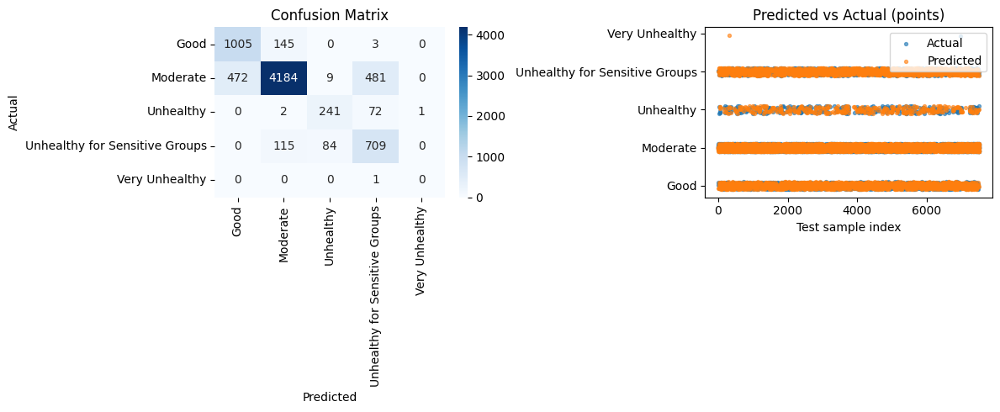 Confusion Matrix
Actual
Good 1005 145 0 3 0
Moderate 472 4184 9 481 0
Unhealthy 0 2 241 72 1
Unhealthy for Sensitive Groups 0 115 84 709 0
Very Unhealthy 0 0 0 1 0
Good Moderate Unhealthy Unhealthy for Sensitive Groups Very Unhealthy
Predicted
4000
3000
2000
1000
0
Predicted vs Actual (points)
Very Unhealthy
Unhealthy for Sensitive Groups
Unhealthy
Moderate
Good
Actual
Predicted
0 2000 4000 6000
Test sample index